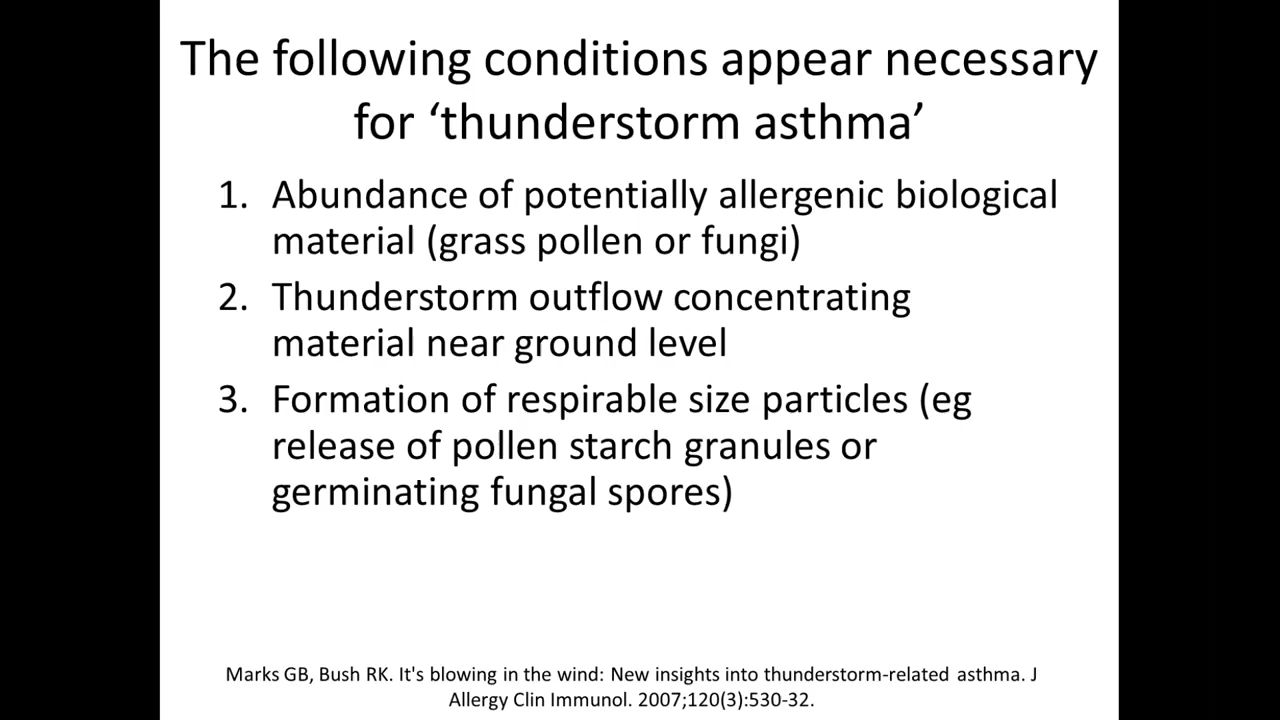 The following conditions appear necessary
for ‘thunderstorm asthma’
1. Abundance of potentially allergenic biological
material (grass pollen or fungi)
2. Thunderstorm outflow concentrating
material near ground level
3. Formation of respirable size particles (eg
release of pollen starch granules or
germinating fungal spores)
Marks GB, Bush RK. It's blowing in the wind: New insights into thunderstorm-related asthma. J
Allergy Clin Immunol. 2007;120(3):530-32.